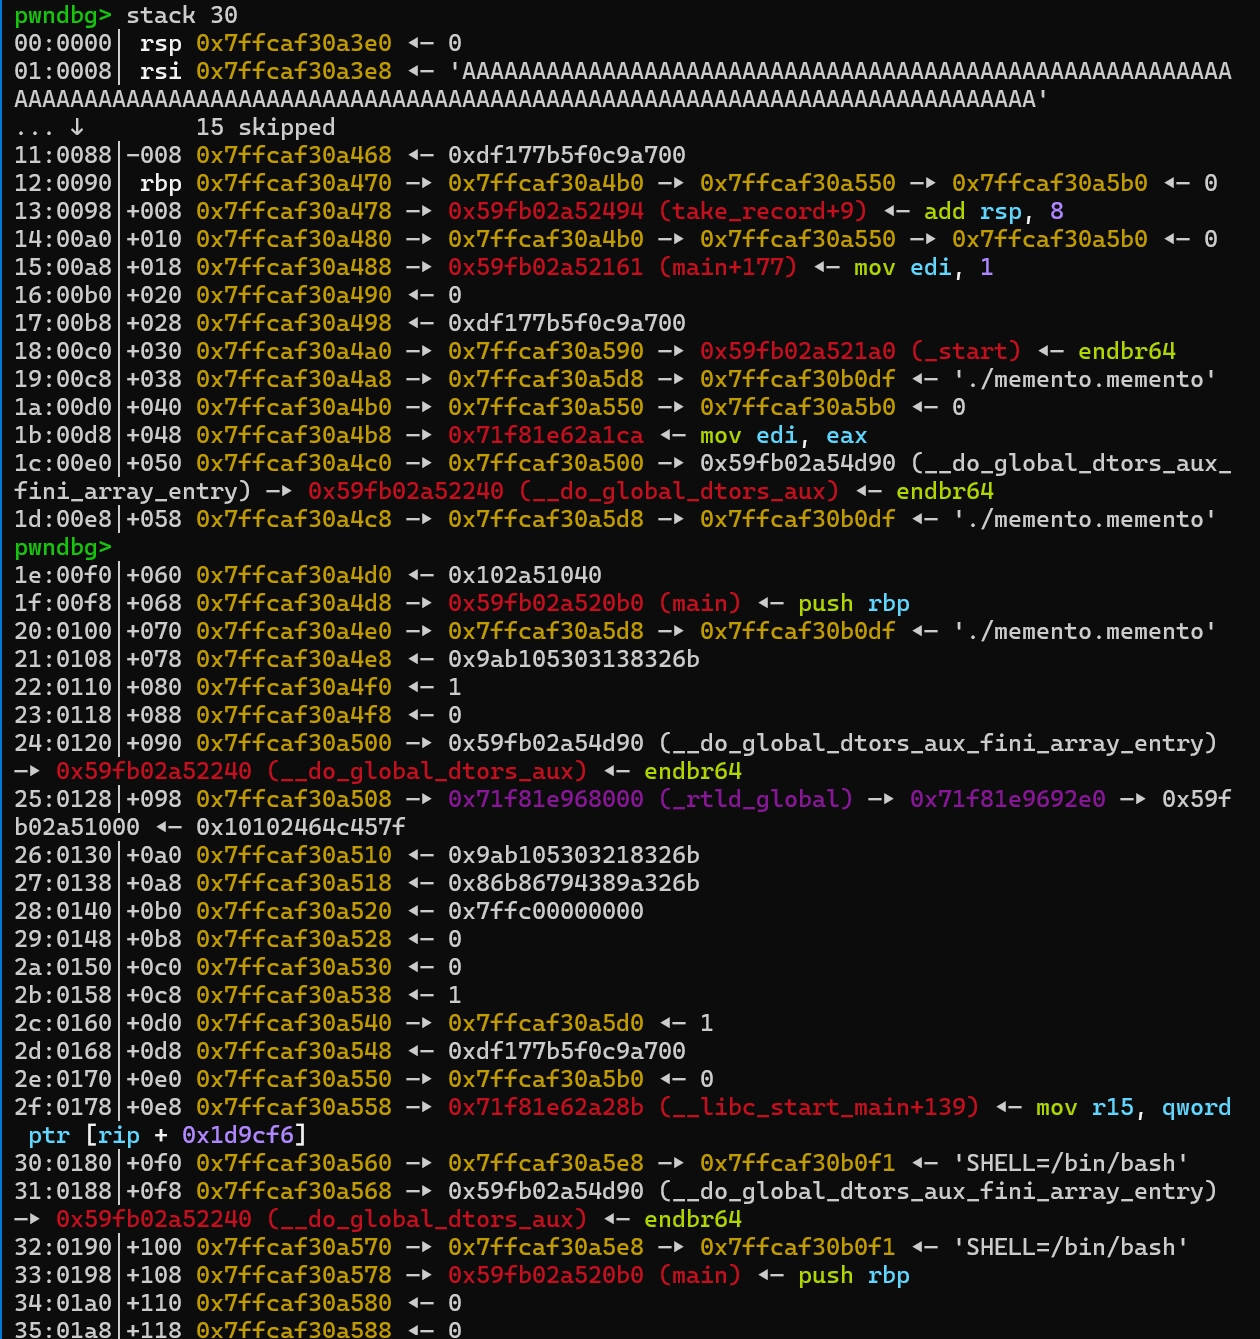 pwndbg> stack 30
00:0000│ rsp 0x7ffcaf30a3e0 ◂— 0
01:0008│ rsi 0x7ffcaf30a3e8 ◂— 'AAAAAAAAAAAAAAAAAAAAAAAAAAAAAAAAAAAAAAAAAAAAAAAAAAAAAAA
AAAAAAAAAAAAAAAAAAAAAAAAAAAAAAAAAAAAAAAAAAAAAAAAAAAAAAAAAAAAAAAAAAAAAAAAA'
... ↓        15 skipped
11:0088│-008 0x7ffcaf30a468 ◂— 0xdf177b5f0c9a700
12:0090│ rbp 0x7ffcaf30a470 —▸ 0x7ffcaf30a4b0 —▸ 0x7ffcaf30a550 —▸ 0x7ffcaf30a5b0 ◂— 0
13:0098│+008 0x7ffcaf30a478 —▸ 0x59fb02a52494 (take_record+9) ◂— add rsp, 8
14:00a0│+010 0x7ffcaf30a480 —▸ 0x7ffcaf30a4b0 —▸ 0x7ffcaf30a550 —▸ 0x7ffcaf30a5b0 ◂— 0
15:00a8│+018 0x7ffcaf30a488 —▸ 0x59fb02a52161 (main+177) ◂— mov edi, 1
16:00b0│+020 0x7ffcaf30a490 ◂— 0
17:00b8│+028 0x7ffcaf30a498 ◂— 0xdf177b5f0c9a700
18:00c0│+030 0x7ffcaf30a4a0 —▸ 0x7ffcaf30a590 —▸ 0x59fb02a521a0 (_start) ◂— endbr64
19:00c8│+038 0x7ffcaf30a4a8 —▸ 0x7ffcaf30a5d8 —▸ 0x7ffcaf30b0df ◂— './memento.memento'
1a:00d0│+040 0x7ffcaf30a4b0 —▸ 0x7ffcaf30a550 —▸ 0x7ffcaf30a5b0 ◂— 0
1b:00d8│+048 0x7ffcaf30a4b8 —▸ 0x71f81e62a1ca ◂— mov edi, eax
1c:00e0│+050 0x7ffcaf30a4c0 —▸ 0x7ffcaf30a500 —▸ 0x59fb02a54d90 (__do_global_dtors_aux_
fini_array_entry) —▸ 0x59fb02a52240 (__do_global_dtors_aux) ◂— endbr64
1d:00e8│+058 0x7ffcaf30a4c8 —▸ 0x7ffcaf30a5d8 —▸ 0x7ffcaf30b0df ◂— './memento.memento'
pwndbg>
1e:00f0│+060 0x7ffcaf30a4d0 ◂— 0x102a51040
1f:00f8│+068 0x7ffcaf30a4d8 —▸ 0x59fb02a520b0 (main) ◂— push rbp
20:0100│+070 0x7ffcaf30a4e0 —▸ 0x7ffcaf30a5d8 —▸ 0x7ffcaf30b0df ◂— './memento.memento'
21:0108│+078 0x7ffcaf30a4e8 ◂— 0x9ab105303138326b
22:0110│+080 0x7ffcaf30a4f0 ◂— 1
23:0118│+088 0x7ffcaf30a4f8 ◂— 0
24:0120│+090 0x7ffcaf30a500 —▸ 0x59fb02a54d90 (__do_global_dtors_aux_fini_array_entry)
—▸ 0x59fb02a52240 (__do_global_dtors_aux) ◂— endbr64
25:0128│+098 0x7ffcaf30a508 —▸ 0x71f81e968000 (_rtld_global) —▸ 0x71f81e9692e0 —▸ 0x59f
b02a51000 ◂— 0x10102464c457f
26:0130│+0a0 0x7ffcaf30a510 ◂— 0x9ab105303218326b
27:0138│+0a8 0x7ffcaf30a518 ◂— 0x86b86794389a326b
28:0140│+0b0 0x7ffcaf30a520 ◂— 0x7ffc00000000
29:0148│+0b8 0x7ffcaf30a528 ◂— 0
2a:0150│+0c0 0x7ffcaf30a530 ◂— 0
2b:0158│+0c8 0x7ffcaf30a538 ◂— 1
2c:0160│+0d0 0x7ffcaf30a540 —▸ 0x7ffcaf30a5d0 ◂— 1
2d:0168│+0d8 0x7ffcaf30a548 ◂— 0xdf177b5f0c9a700
2e:0170│+0e0 0x7ffcaf30a550 —▸ 0x7ffcaf30a5b0 ◂— 0
2f:0178│+0e8 0x7ffcaf30a558 —▸ 0x71f81e62a28b (__libc_start_main+139) ◂— mov r15, qword
ptr [rip + 0x1d9cf6]
30:0180│+0f0 0x7ffcaf30a560 —▸ 0x7ffcaf30a5e8 —▸ 0x7ffcaf30b0f1 ◂— 'SHELL=/bin/bash'
31:0188│+0f8 0x7ffcaf30a568 —▸ 0x59fb02a54d90 (__do_global_dtors_aux_fini_array_entry)
—▸ 0x59fb02a52240 (__do_global_dtors_aux) ◂— endbr64
32:0190│+100 0x7ffcaf30a570 —▸ 0x7ffcaf30a5e8 —▸ 0x7ffcaf30b0f1 ◂— 'SHELL=/bin/bash'
33:0198│+108 0x7ffcaf30a578 —▸ 0x59fb02a520b0 (main) ◂— push rbp
34:01a0│+110 0x7ffcaf30a580 ◂— 0
35:01a8│+118 0x7ffcaf30a588 ◂— 0